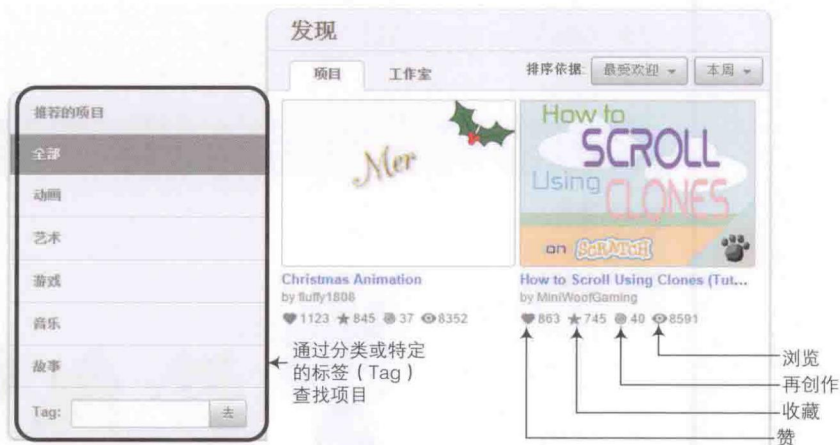 发现
项目 工作室 排序依据: 最受欢迎 本周
推荐的项目
全部
动画
艺术
游戏
音乐
故事
Tag: 去
Mer
How to
SCROLL
Using
CLONES
on SCRATCH
Christmas Animation
by fluffy1808
1123 845 37 8352
How to Scroll Using Clones (Tut...
by MiniWoofGaming
863 745 40 8591
通过分类或特定
的标签（Tag）
查找项目
浏览
再创作
收藏
赞